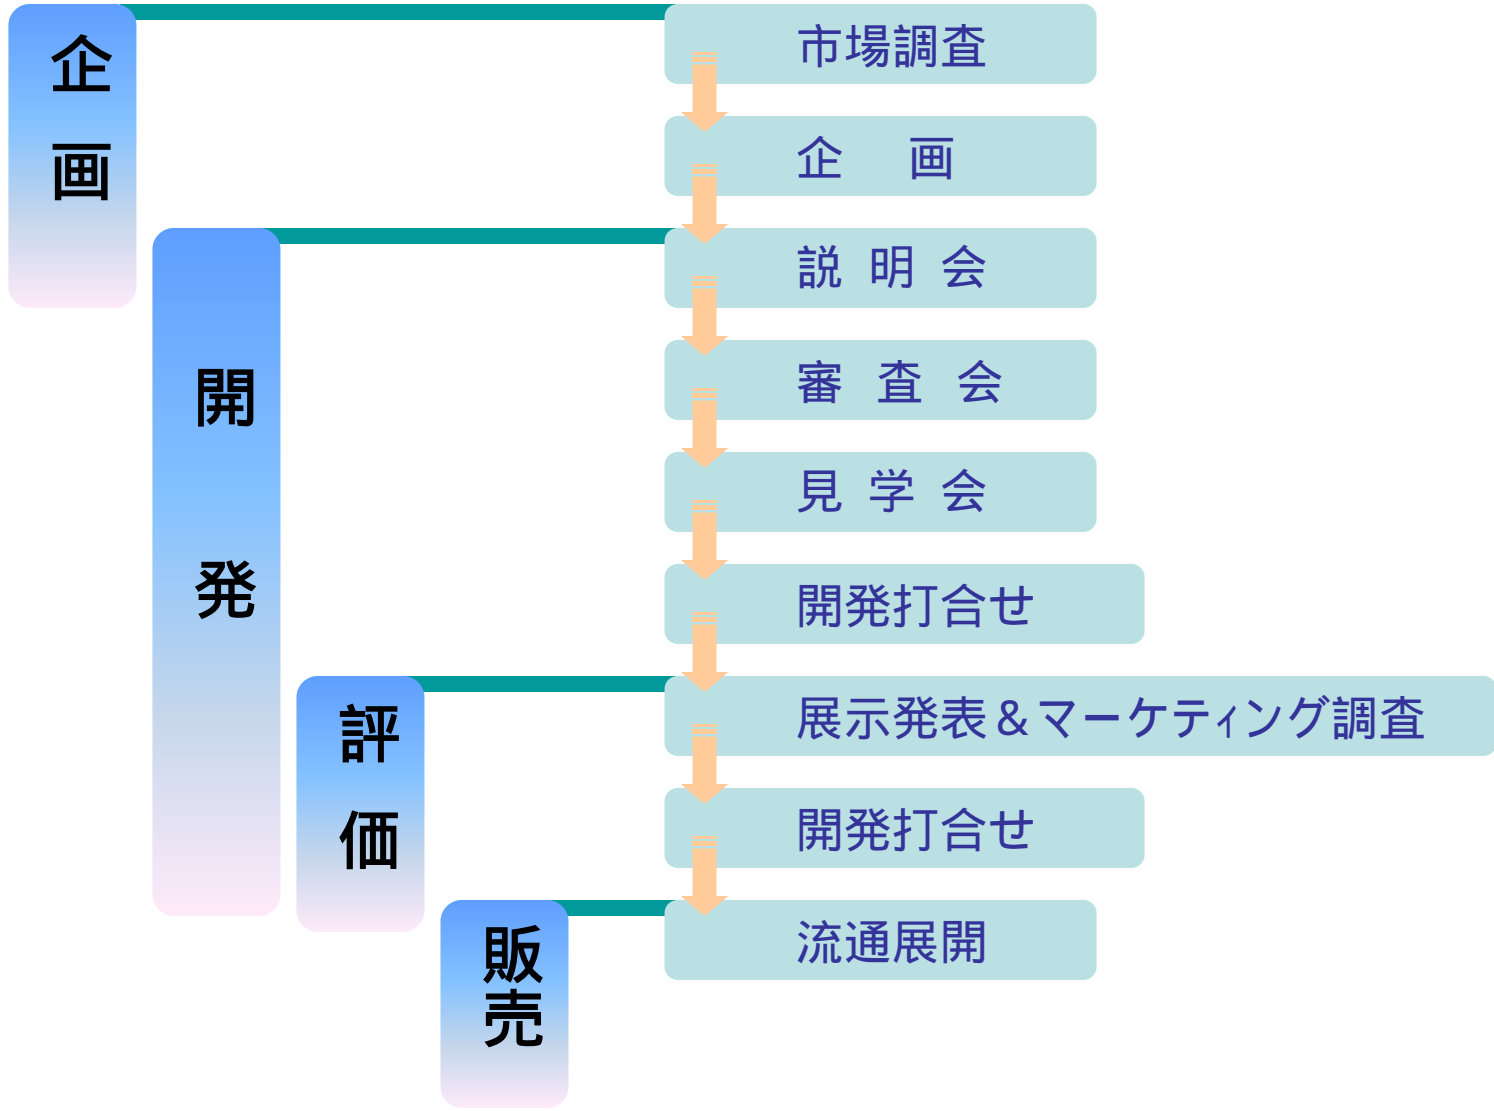 企画
市場調査
企　画
開発
説 明 会
審 査 会
見 学 会
開発打合せ
評価
展示発表＆マーケティング調査
開発打合せ
販売
流通展開